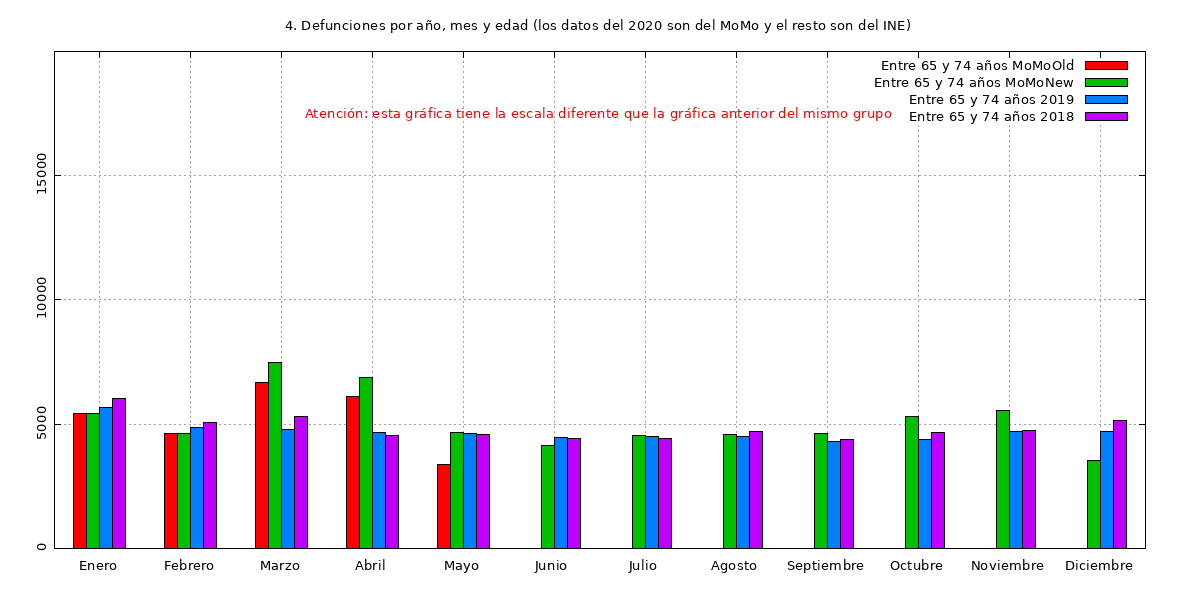 4. Defunciones por año, mes y edad (los datos del 2020 son del MoMo y el resto son del INE)
Entre 65 y 74 años MoMoOld
Entre 65 y 74 años MoMoNew
Entre 65 y 74 años 2019
Entre 65 y 74 años 2018
Atención: esta gráfica tiene la escala diferente que la gráfica anterior del mismo grupo
15000
10000
5000
0
Enero Febrero Marzo Abril Mayo Junio Julio Agosto Septiembre Octubre Noviembre Diciembre